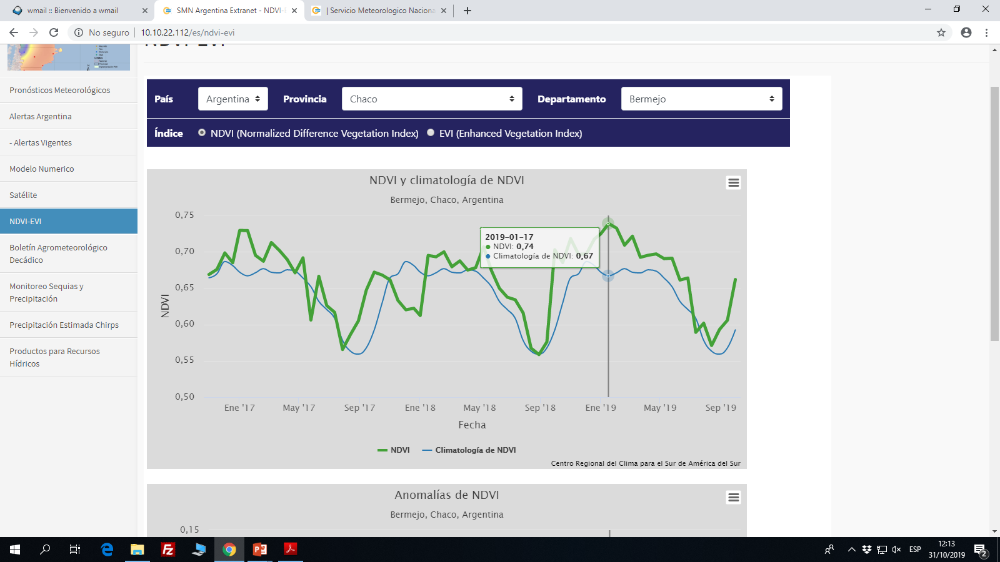 wmail :: Bienvenido a wmail
SMN Argentina Extranet - NDVI-E
| Servicio Meteorologico Naciona
No seguro
10.10.22.112/es/ndvi-evi
NDVI-EVI
Pronósticos Meteorológicos
Alertas Argentina
- Alertas Vigentes
Modelo Numerico
Satélite
NDVI-EVI
Boletín Agrometeorológico
Decádico
Monitoreo Sequias y
Precipitación
Precipitación Estimada Chirps
Productos para Recursos
Hídricos
País Argentina Provincia Chaco Departamento Bermejo
Índice NDVI (Normalized Difference Vegetation Index) EVI (Enhanced Vegetation Index)
NDVI y climatología de NDVI
Bermejo, Chaco, Argentina
0,75
0,70
0,65
0,60
0,55
0,50
NDVI
2019-01-17
NDVI: 0,74
Climatología de NDVI: 0,67
Ene '17 May '17 Sep '17 Ene '18 May '18 Sep '18 Ene '19 May '19 Sep '19
Fecha
NDVI Climatología de NDVI
Centro Regional del Clima para el Sur de América del Sur
Anomalías de NDVI
Bermejo, Chaco, Argentina
0,15
ESP
12:13
31/10/2019
2